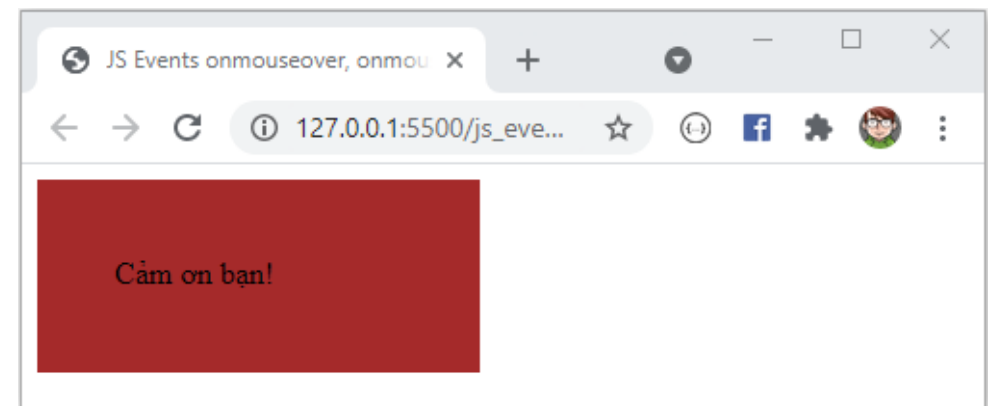 JS Events onmouseover, onmou
127.0.0.1:5500/js_eve...
Cảm ơn bạn!